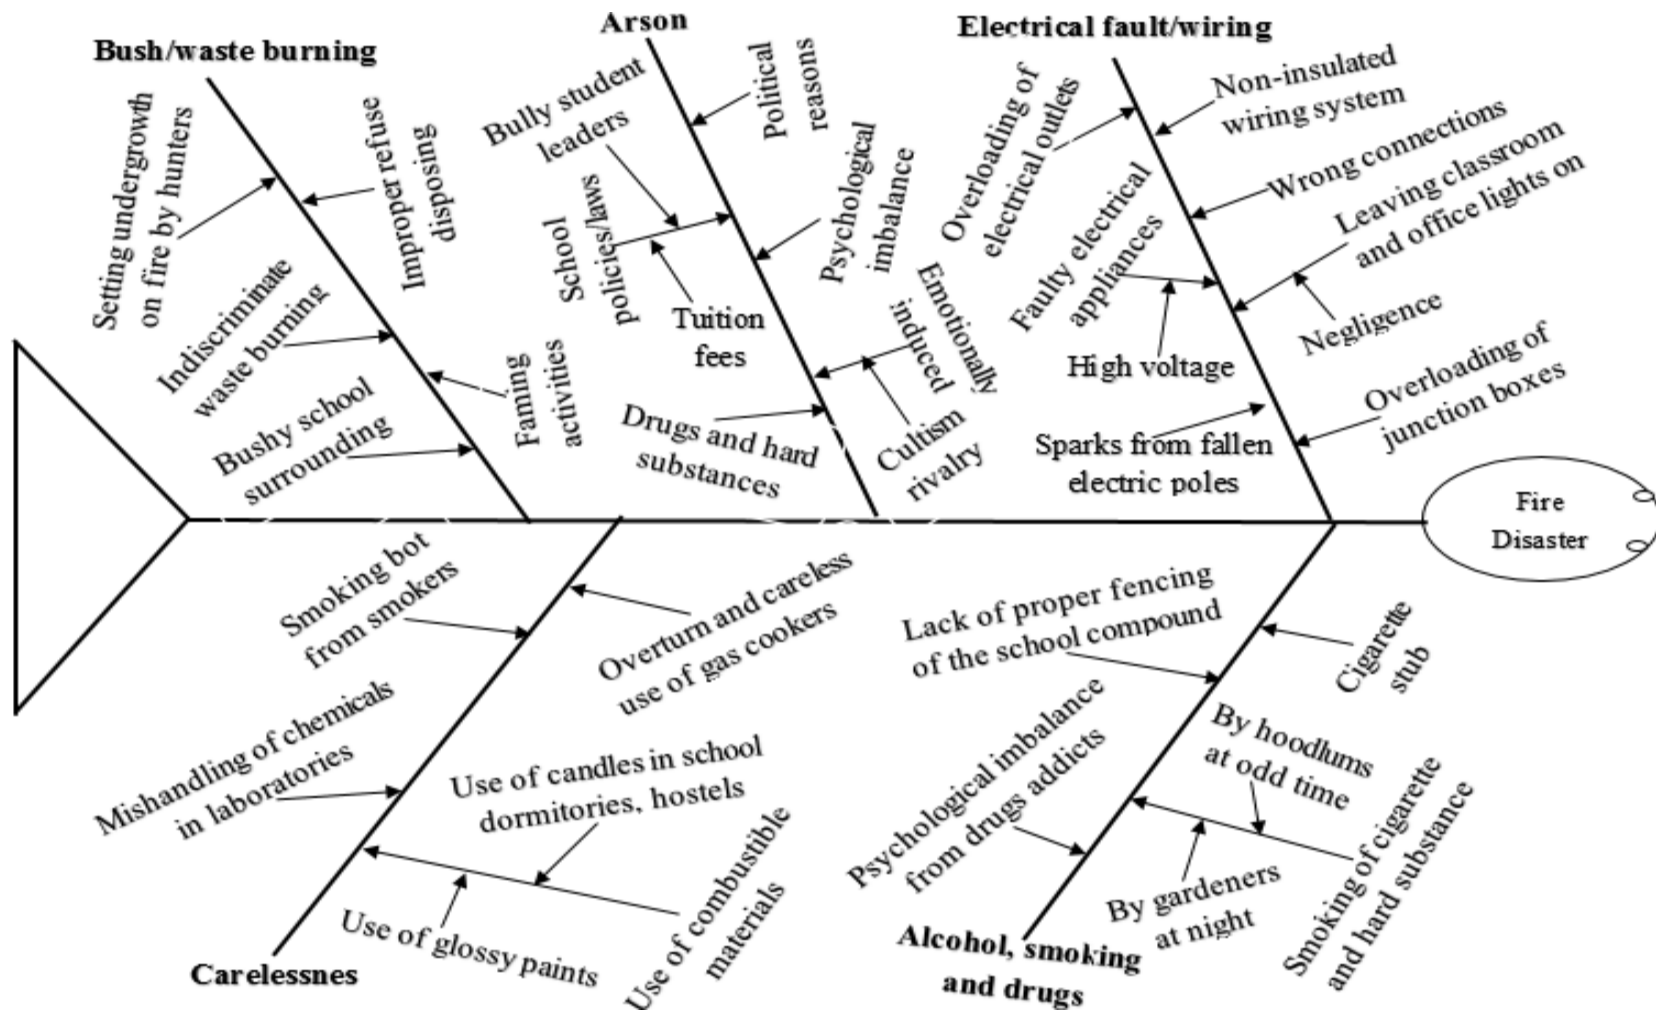 Bush/waste burning
Setting undergrowth
on fire by hunters
Improper refuse
disposing
Indiscriminate
waste burning
Faming
activities
Bushy school
surrounding
Arson
Political
reasons
Bully student
leaders
School
policies/laws
Tuition
fees
Psychological
imbalance
Emotionally
induced
Cultism
rivalry
Drugs and hard
substances
Electrical fault/wiring
Overloading of
electrical outlets
Non-insulated
wiring system
Wrong connections
Leaving classroom
and office lights on
Negligence
Faulty electrical
appliances
High voltage
Overloading of
junction boxes
Sparks from fallen
electric poles
Fire
Disaster
Smoking bot
from smokers
Overturn and careless
use of gas cookers
Mishandling of chemicals
in laboratories
Use of candles in school
dormitories, hostels
Use of glossy paints
Use of combustible
materials
Carelessnes
Lack of proper fencing
of the school compound
Cigarette
stub
Psychological imbalance
from drugs addicts
By hoodlums
at odd time
By gardeners
at night
Smoking of cigarette
and hard substance
Alcohol, smoking
and drugs